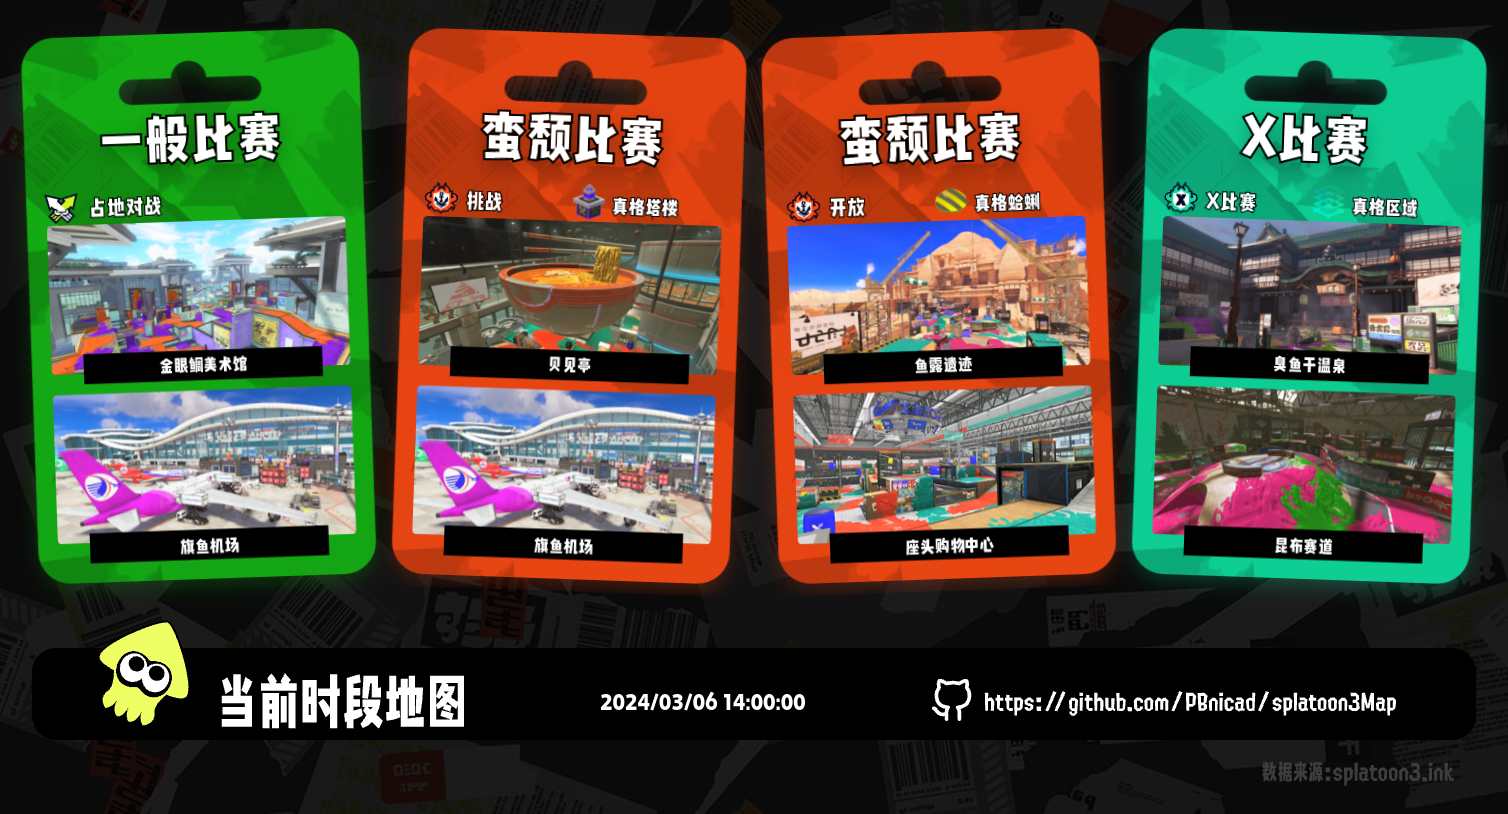 一般比赛
占地对战
金眼鲷美术馆
旗鱼机场
蛮颓比赛
挑战
真格塔楼
贝贝亭
旗鱼机场
蛮颓比赛
开放
真格蛤蜊
鱼露遗迹
座头购物中心
X比赛
X比赛
真格区域
臭鱼干温泉
昆布赛道
当前时段地图
2024/03/06 14:00:00
https://github.com/PBnicad/splatoon3Map
数据来源:splatoon3.ink